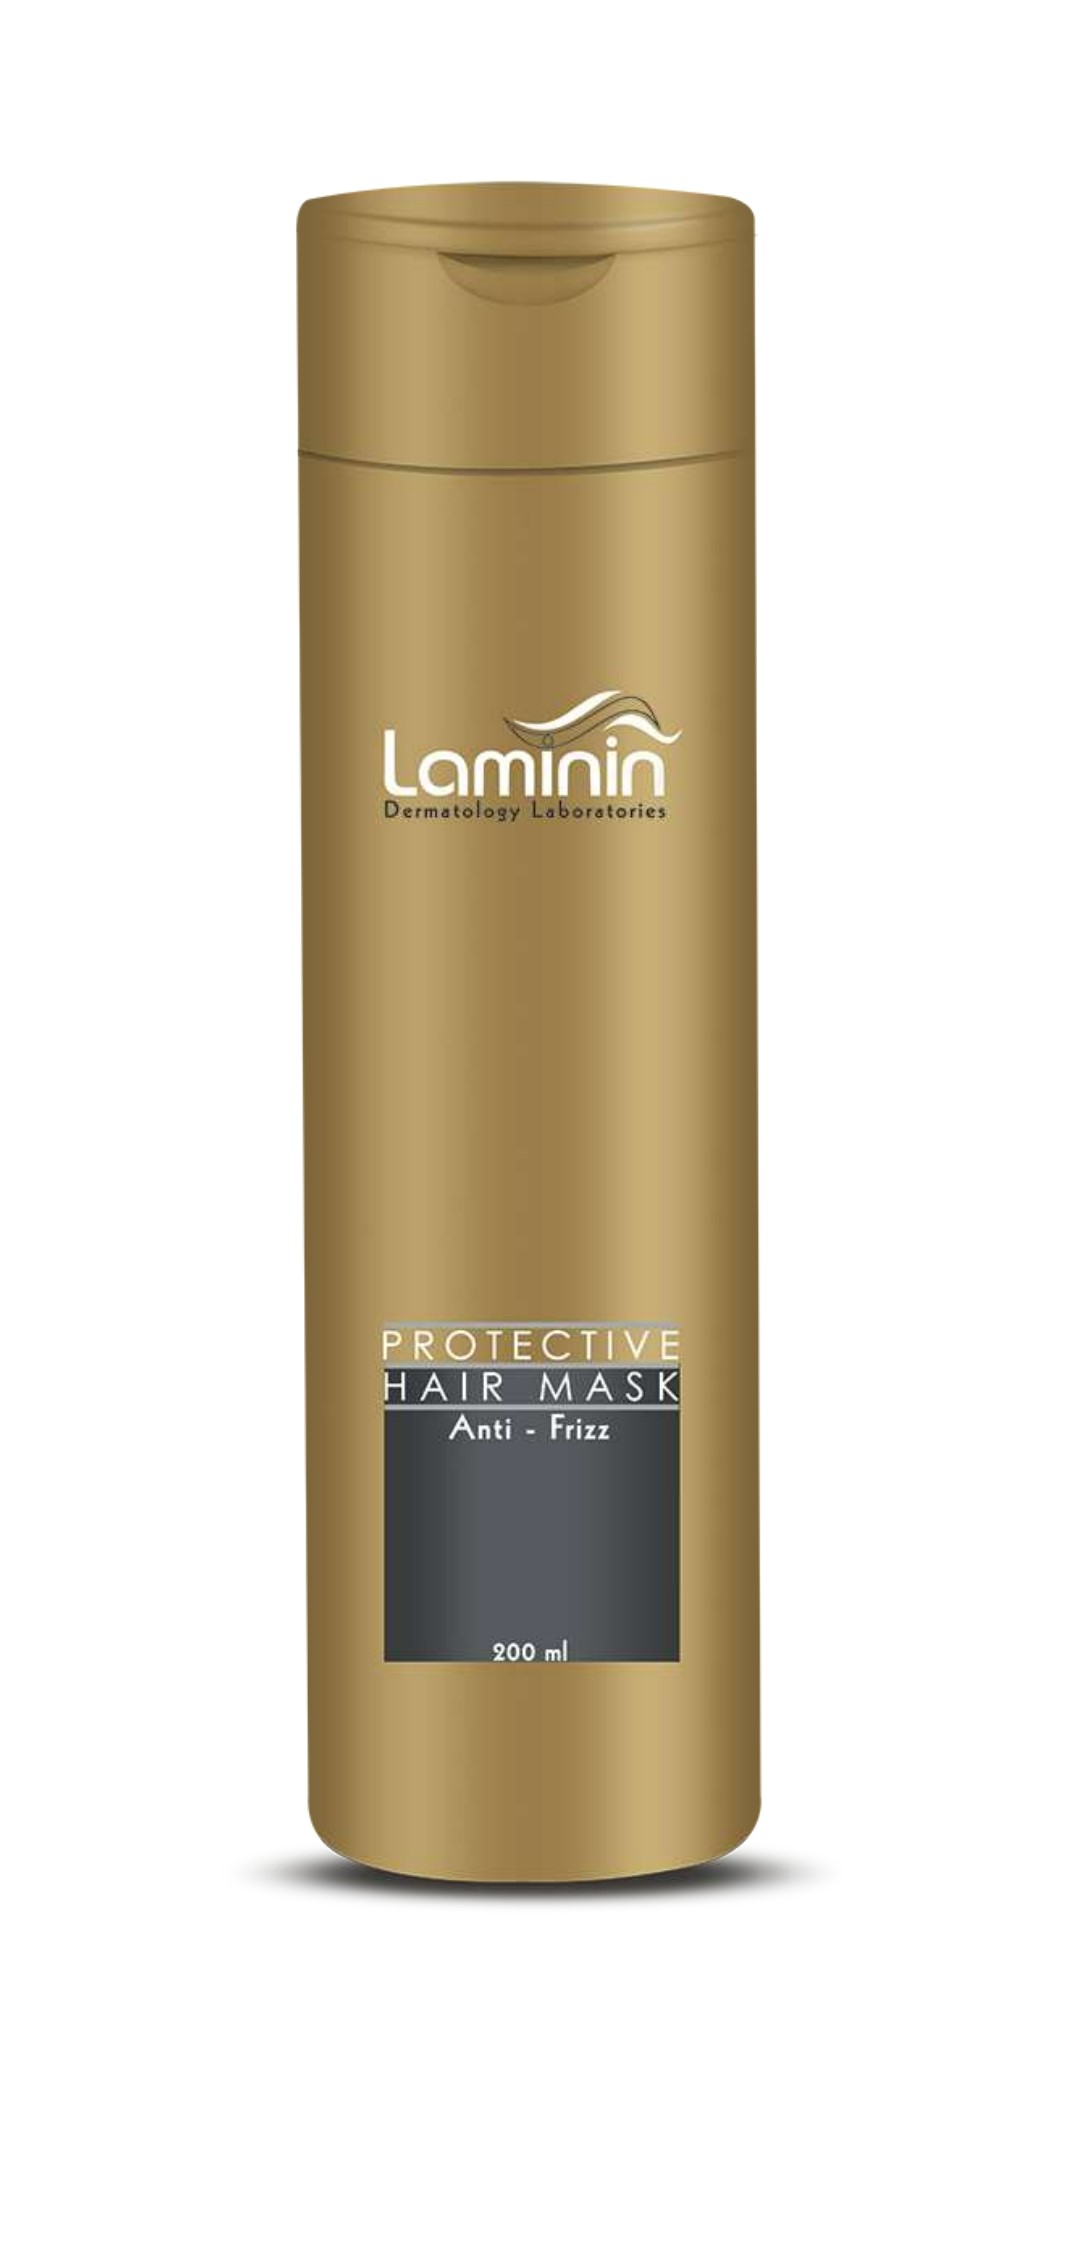 Laminin
Dermatology Laboratories
PROTECTIVE
HAIR MASK
Anti - Frizz
200 ml